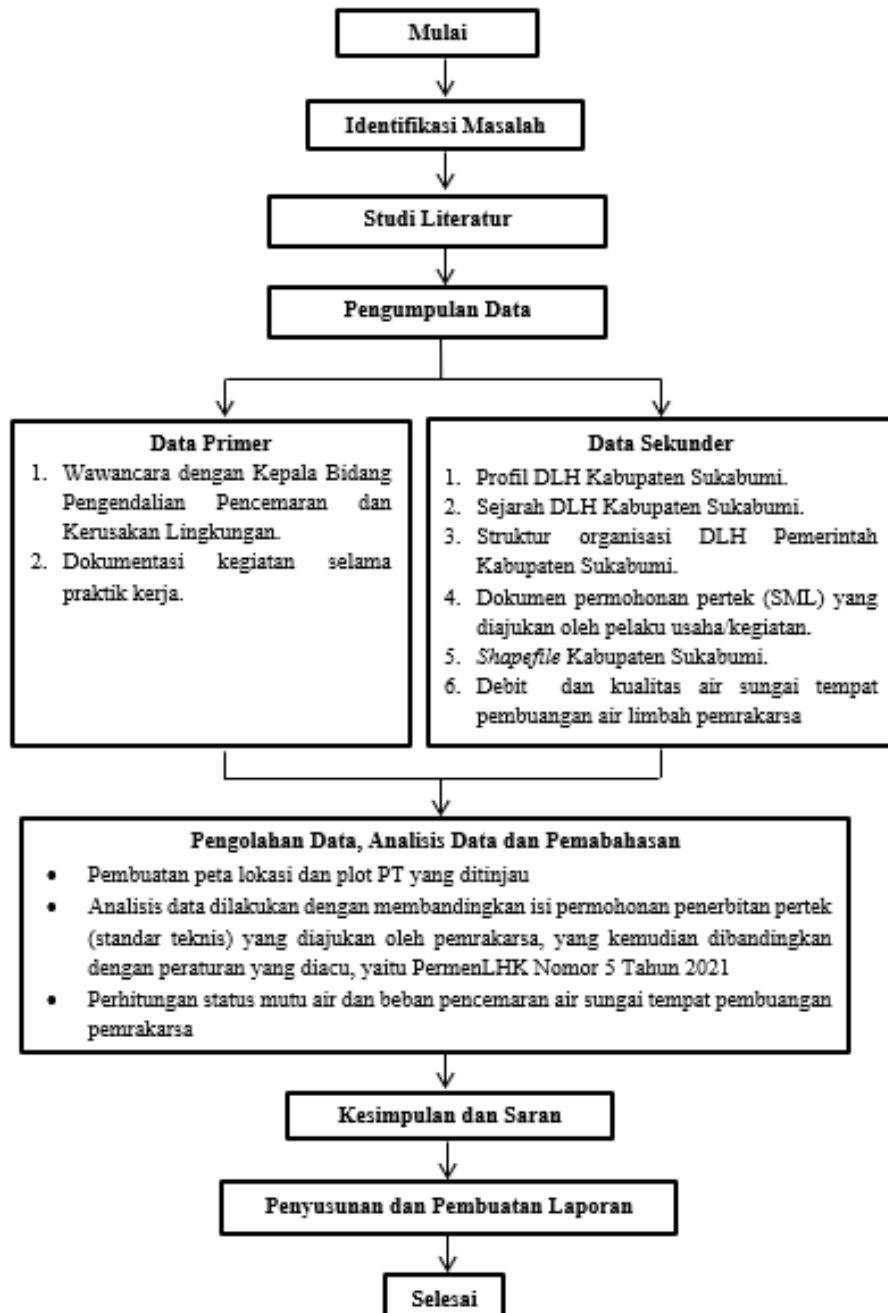 Mulai
Identifikasi Masalah
Studi Literatur
Pengumpulan Data
Data Primer
1. Wawancara dengan Kepala Bidang
Pengendalian Pencemaran dan
Kerusakan Lingkungan.
2. Dokumentasi kegiatan selama
praktik kerja.
Data Sekunder
1. Profil DLH Kabupaten Sukabumi.
2. Sejarah DLH Kabupaten Sukabumi.
3. Struktur organisasi DLH Pemerintah
Kabupaten Sukabumi.
4. Dokumen permohonan pertek (SML) yang
diajukan oleh pelaku usaha/kegiatan.
5. Shapefile Kabupaten Sukabumi.
6. Debit dan kualitas air sungai tempat
pembuangan air limbah pemrakarsa
Pengolahan Data, Analisis Data dan Pemabahasan
• Pembuatan peta lokasi dan plot PT yang ditinjau
• Analisis data dilakukan dengan membandingkan isi permohonan penerbitan pertek
(standar teknis) yang diajukan oleh pemrakarsa, yang kemudian dibandingkan
dengan peraturan yang diacu, yaitu PermenLHK Nomor 5 Tahun 2021
• Perhitungan status mutu air dan beban pencemaran air sungai tempat pembuangan
pemrakarsa
Kesimpulan dan Saran
Penyusunan dan Pembuatan Laporan
Selesai